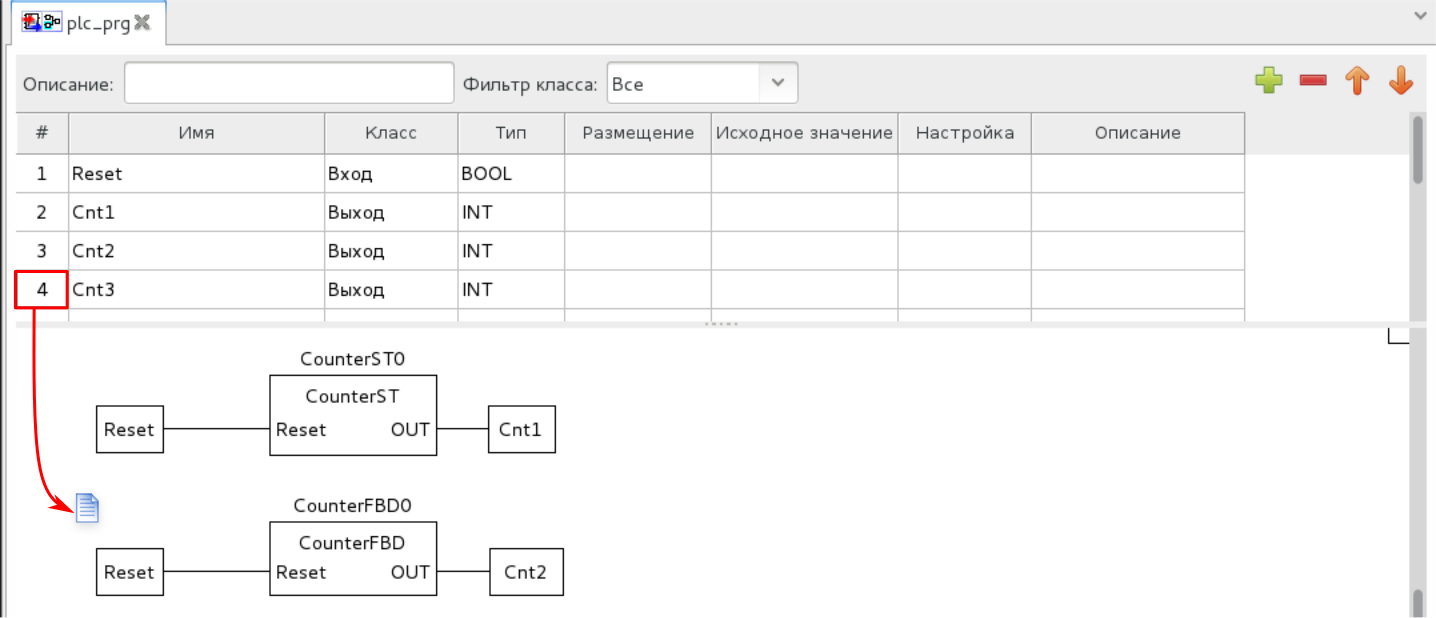 plc_prg
Описание: Фильтр класса: Все
# Имя Класс Тип Размещение Исходное значение Настройка Описание
1 Reset Вход BOOL
2 Cnt1 Выход INT
3 Cnt2 Выход INT
4 Cnt3 Выход INT
CounterST0
CounterST
Reset Reset OUT Cnt1
CounterFBD0
CounterFBD
Reset Reset OUT Cnt2